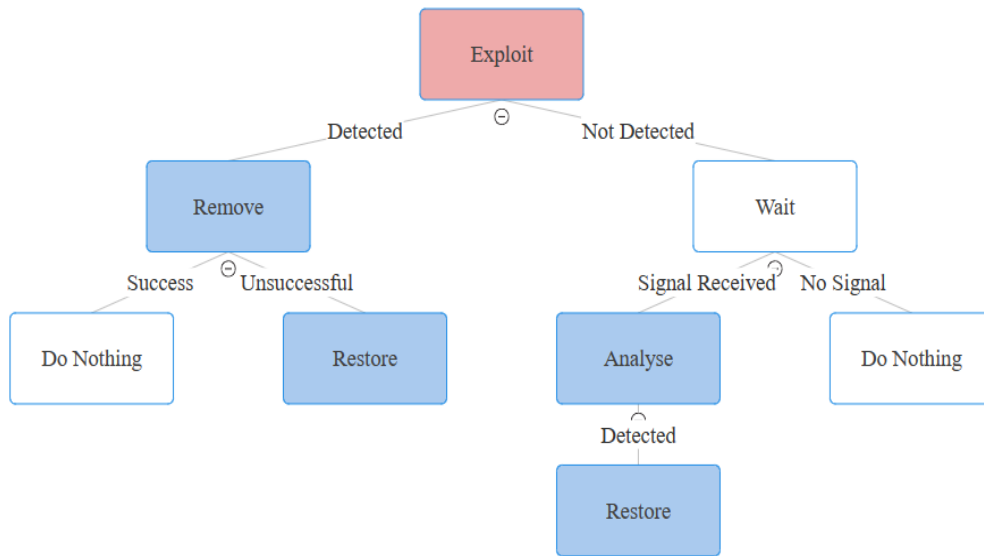 Exploit
Detected
Not Detected
Remove
Wait
Success
Unsuccessful
Signal Received
No Signal
Do Nothing
Restore
Analyse
Do Nothing
Detected
Restore